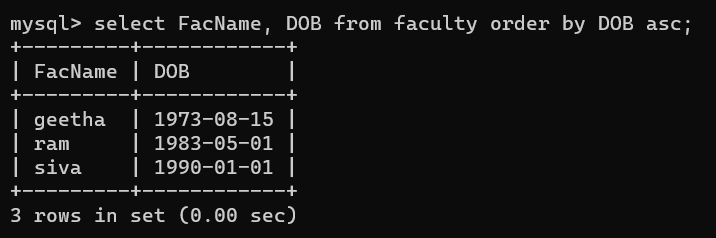 mysql> select FacName, DOB from faculty order by DOB asc;
+---------+------------+
| FacName | DOB        |
+---------+------------+
| geetha  | 1973-08-15 |
| ram     | 1983-05-01 |
| siva    | 1990-01-01 |
+---------+------------+
3 rows in set (0.00 sec)